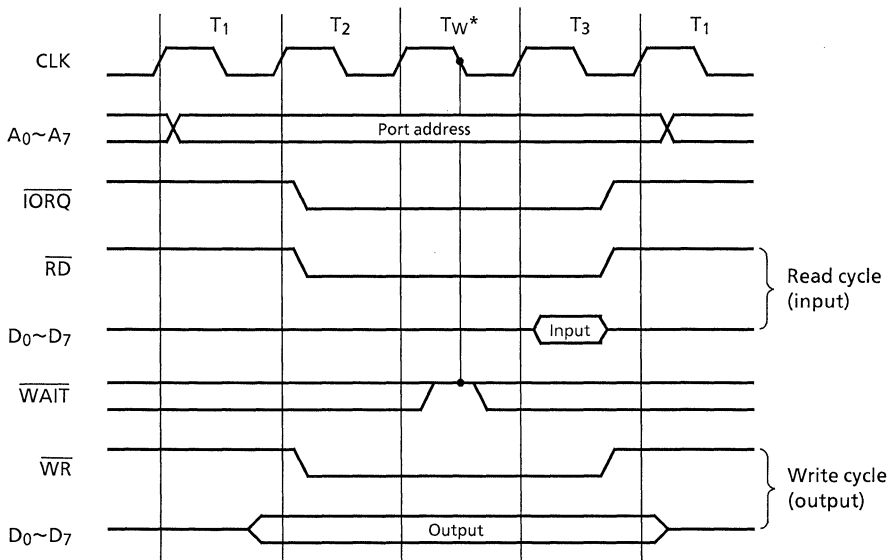 T1 T2 TW* T3 T1
CLK
A0~A7 Port address
IORQ
RD
Read cycle
(input)
D0~D7 Input
WAIT
WR
Write cycle
(output)
D0~D7 Output